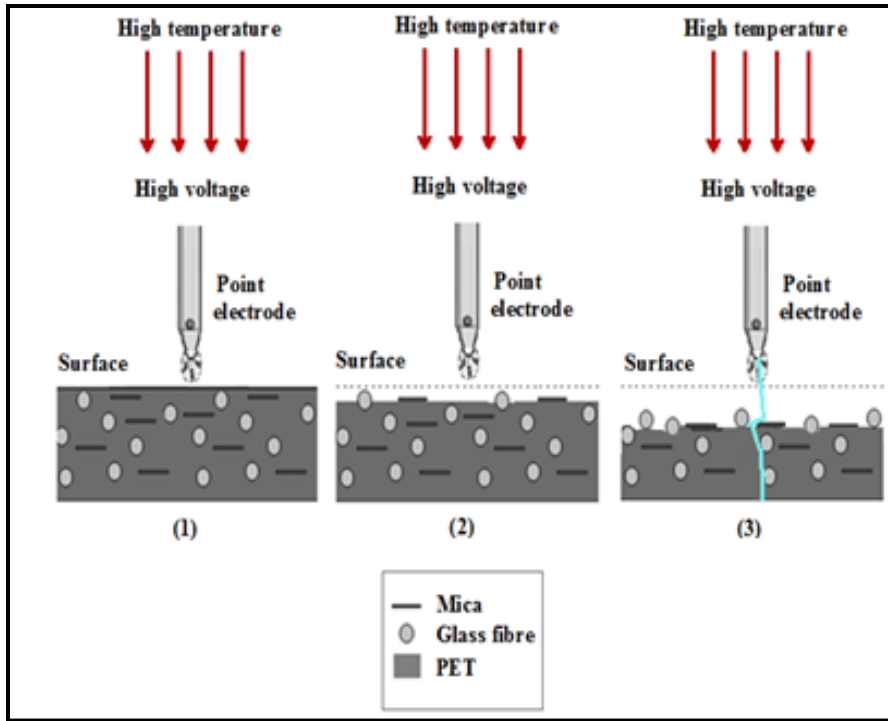 High temperature
High voltage
Point
electrode
Surface
(1)
High temperature
High voltage
Point
electrode
Surface
(2)
High temperature
High voltage
Point
electrode
Surface
(3)
Mica
Glass fibre
PET